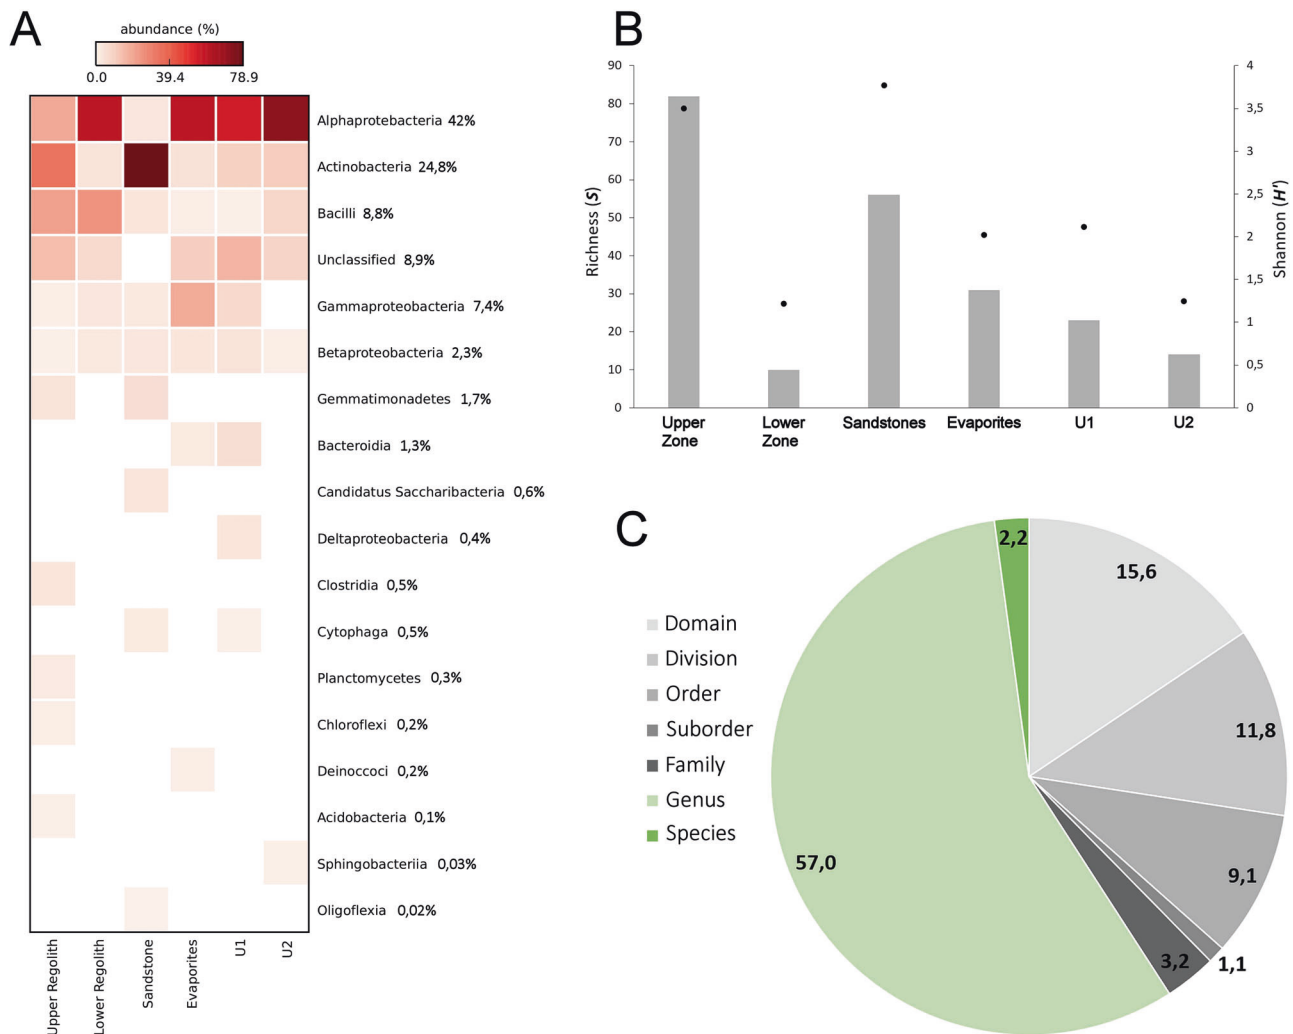 A
abundance (%)
0.0 39.4 78.9
Alphaprotebacteria 42%
Actinobacteria 24,8%
Bacilli 8,8%
Unclassified 8,9%
Gammaproteobacteria 7,4%
Betaproteobacteria 2,3%
Gemmatimonadetes 1,7%
Bacteroidia 1,3%
Candidatus Saccharibacteria 0,6%
Deltaproteobacteria 0,4%
Clostridia 0,5%
Cytophaga 0,5%
Planctomycetes 0,3%
Chloroflexi 0,2%
Deinoccoci 0,2%
Acidobacteria 0,1%
Sphingobacteriia 0,03%
Oligoflexia 0,02%
Upper Regolith
Lower Regolith
Sandstone
Evaporites
U1
U2
B
Richness (S)
90
80
70
60
50
40
30
20
10
0
Shannon (H')
4
3,5
3
2,5
2
1,5
1
0,5
0
Upper
Zone
Lower
Zone
Sandstones
Evaporites
U1
U2
C
Domain
Division
Order
Suborder
Family
Genus
Species
2,2
15,6
11,8
9,1
1,1
3,2
57,0